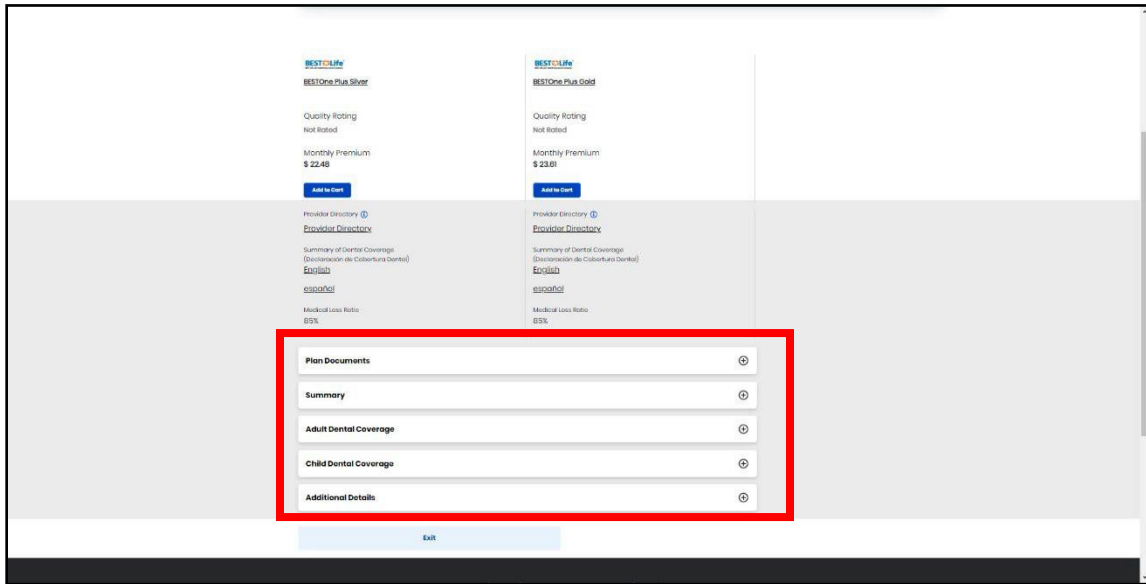 BEST Life
BESTOne Plus Silver
Quality Rating
Not Rated
Monthly Premium
$ 22.48
Add to Cart
Provider Directory
Provider Directory
Summary of Dental Coverage
(Declaración de Cobertura Dental)
English
español
Medical Loss Ratio
85%
BEST Life
BESTOne Plus Gold
Quality Rating
Not Rated
Monthly Premium
$ 23.61
Add to Cart
Provider Directory
Provider Directory
Summary of Dental Coverage
(Declaración de Cobertura Dental)
English
español
Medical Loss Ratio
85%
Plan Documents
Summary
Adult Dental Coverage
Child Dental Coverage
Additional Details
Exit